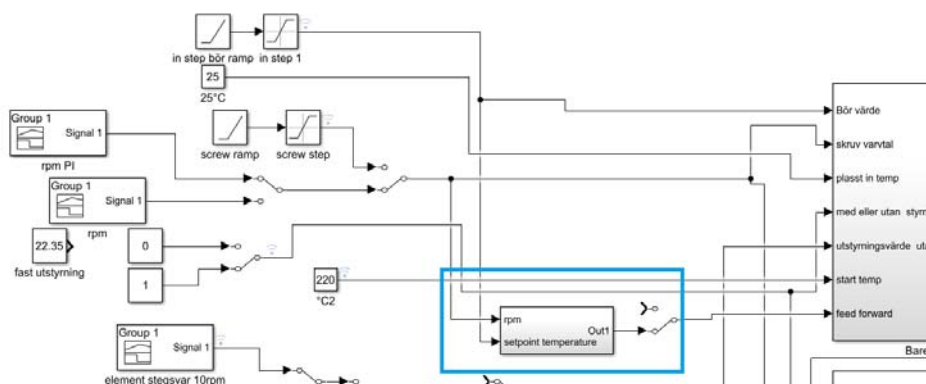 in step bör ramp
in step 1
25
25°C
Group 1
Signal 1
rpm PI
screw ramp
screw step
Group 1
Signal 1
rpm
22.35
fast utstyrning
0
1
220
°C2
rpm
setpoint temperature
Out1
Bör värde
skruv varvtal
plasst in temp
med eller utan styrn
utstyrningsvärde uta
start temp
feed forward
Bare
Group 1
Signal 1
element stegsvar 10rpm